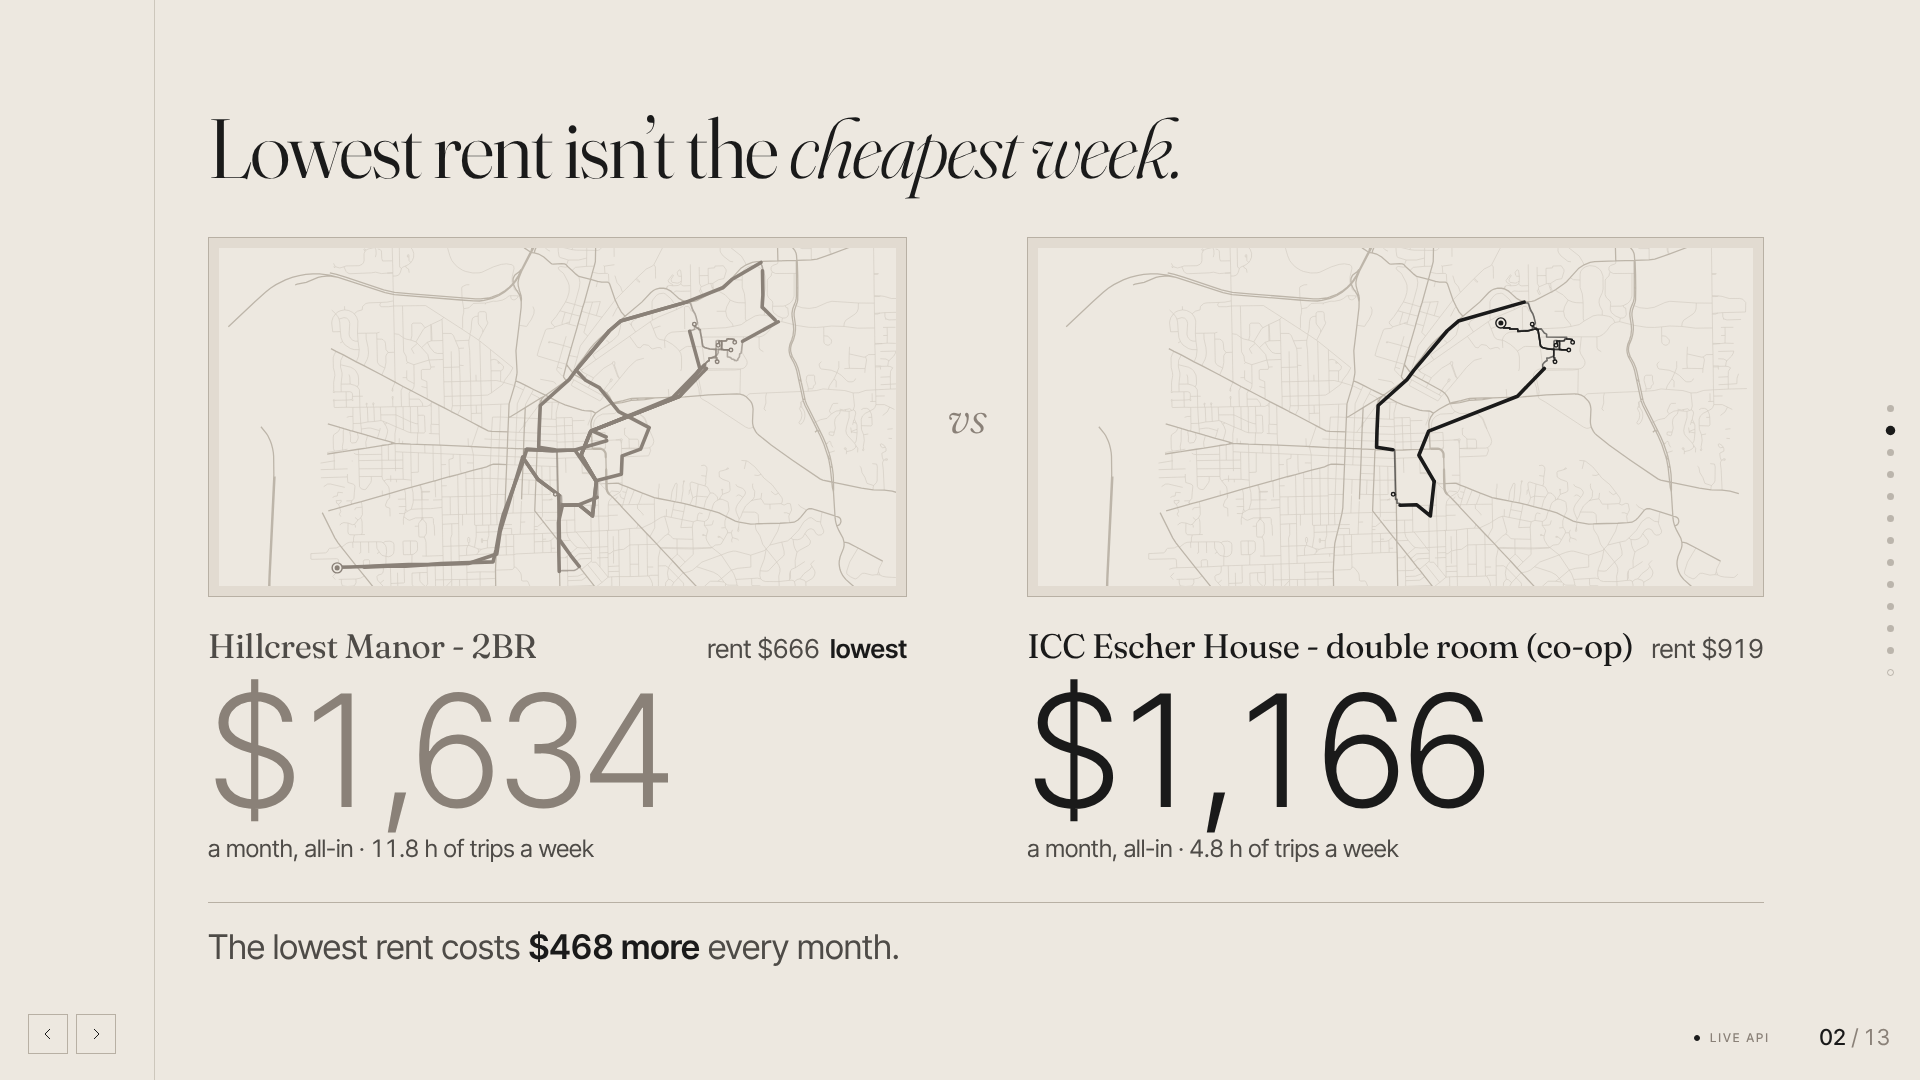 Lowest rent isn’t the cheapest week.
vs
Hillcrest Manor - 2BR
rent $666 lowest
$1,634
a month, all-in · 11.8 h of trips a week
ICC Escher House - double room (co-op)
rent $919
$1,166
a month, all-in · 4.8 h of trips a week
The lowest rent costs $468 more every month.
LIVE API
02 / 13